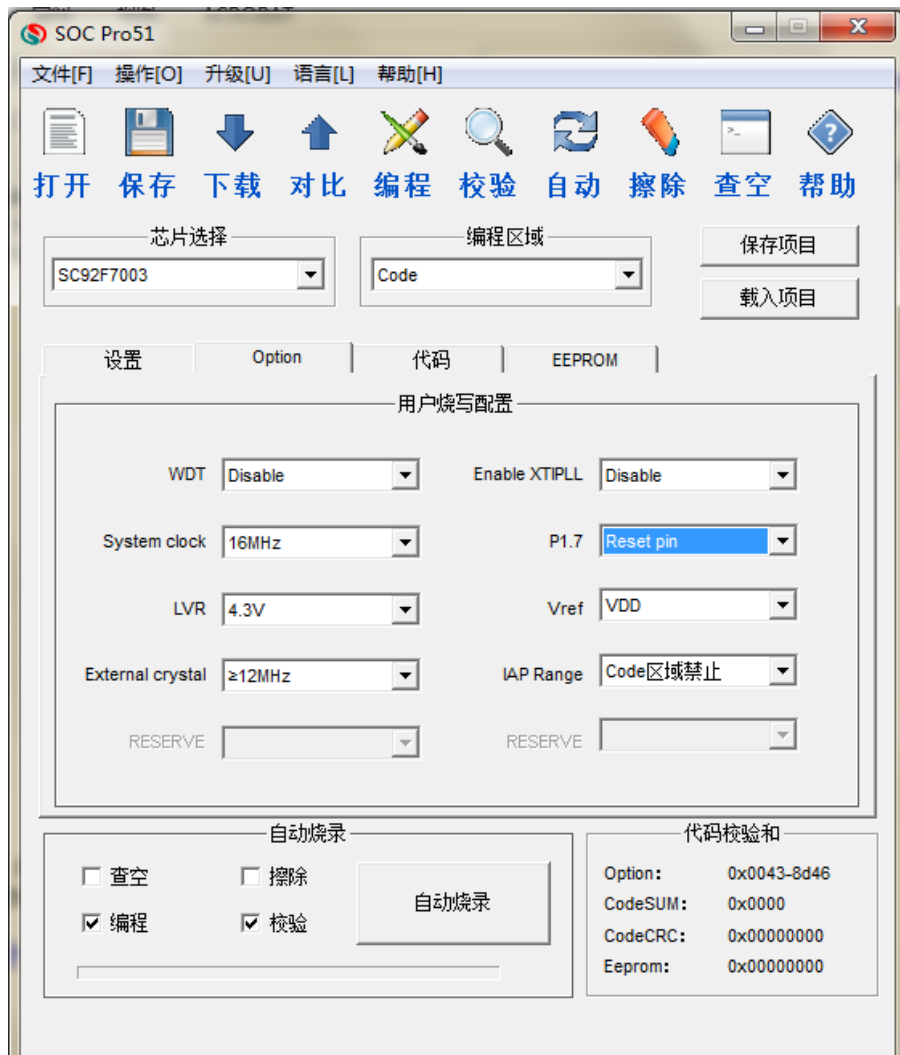 SOC Pro51
文件[F] 操作[O] 升级[U] 语言[L] 帮助[H]
打开 保存 下载 对比 编程 校验 自动 擦除 查空 帮助
芯片选择 编程区域 保存项目
SC92F7003 Code
载入项目
设置 Option 代码 EEPROM
用户烧写配置
WDT Disable Enable XTIPLL Disable
System clock 16MHz P1.7 Reset pin
LVR 4.3V Vref VDD
External crystal ≥12MHz IAP Range Code区域禁止
RESERVE RESERVE
自动烧录 代码校验和
查空 擦除 自动烧录 Option: 0x0043-8d46
CodeSUM: 0x0000
编程 校验 CodeCRC: 0x00000000
Eeprom: 0x00000000